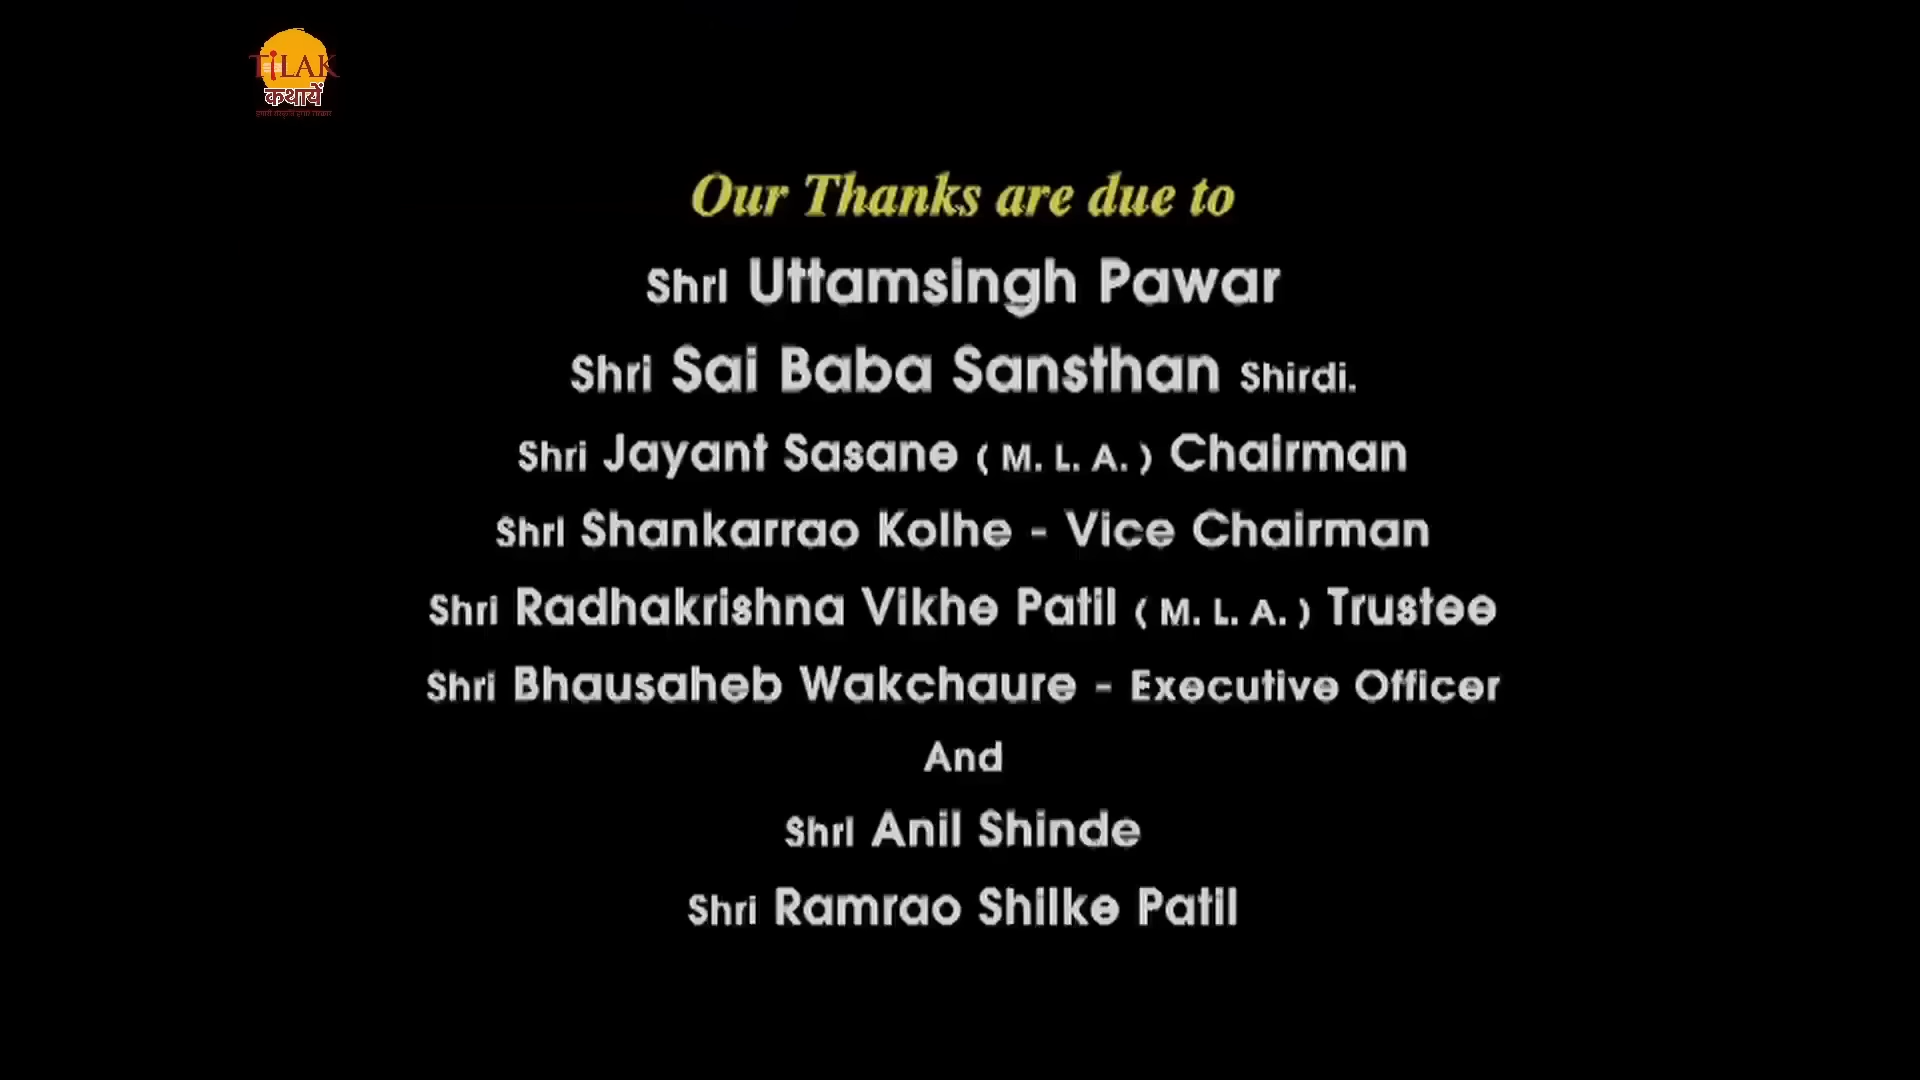 TiLAK
कथायें
Our Thanks are due to
Shri Uttamsingh Pawar
Shri Sai Baba Sansthan Shirdi.
Shri Jayant Sasane ( M. L. A. ) Chairman
Shri Shankarrao Kolhe - Vice Chairman
Shri Radhakrishna Vikhe Patil ( M. L. A. ) Trustee
Shri Bhausaheb Wakchaure - Executive Officer
And
Shri Anil Shinde
Shri Ramrao Shilke Patil